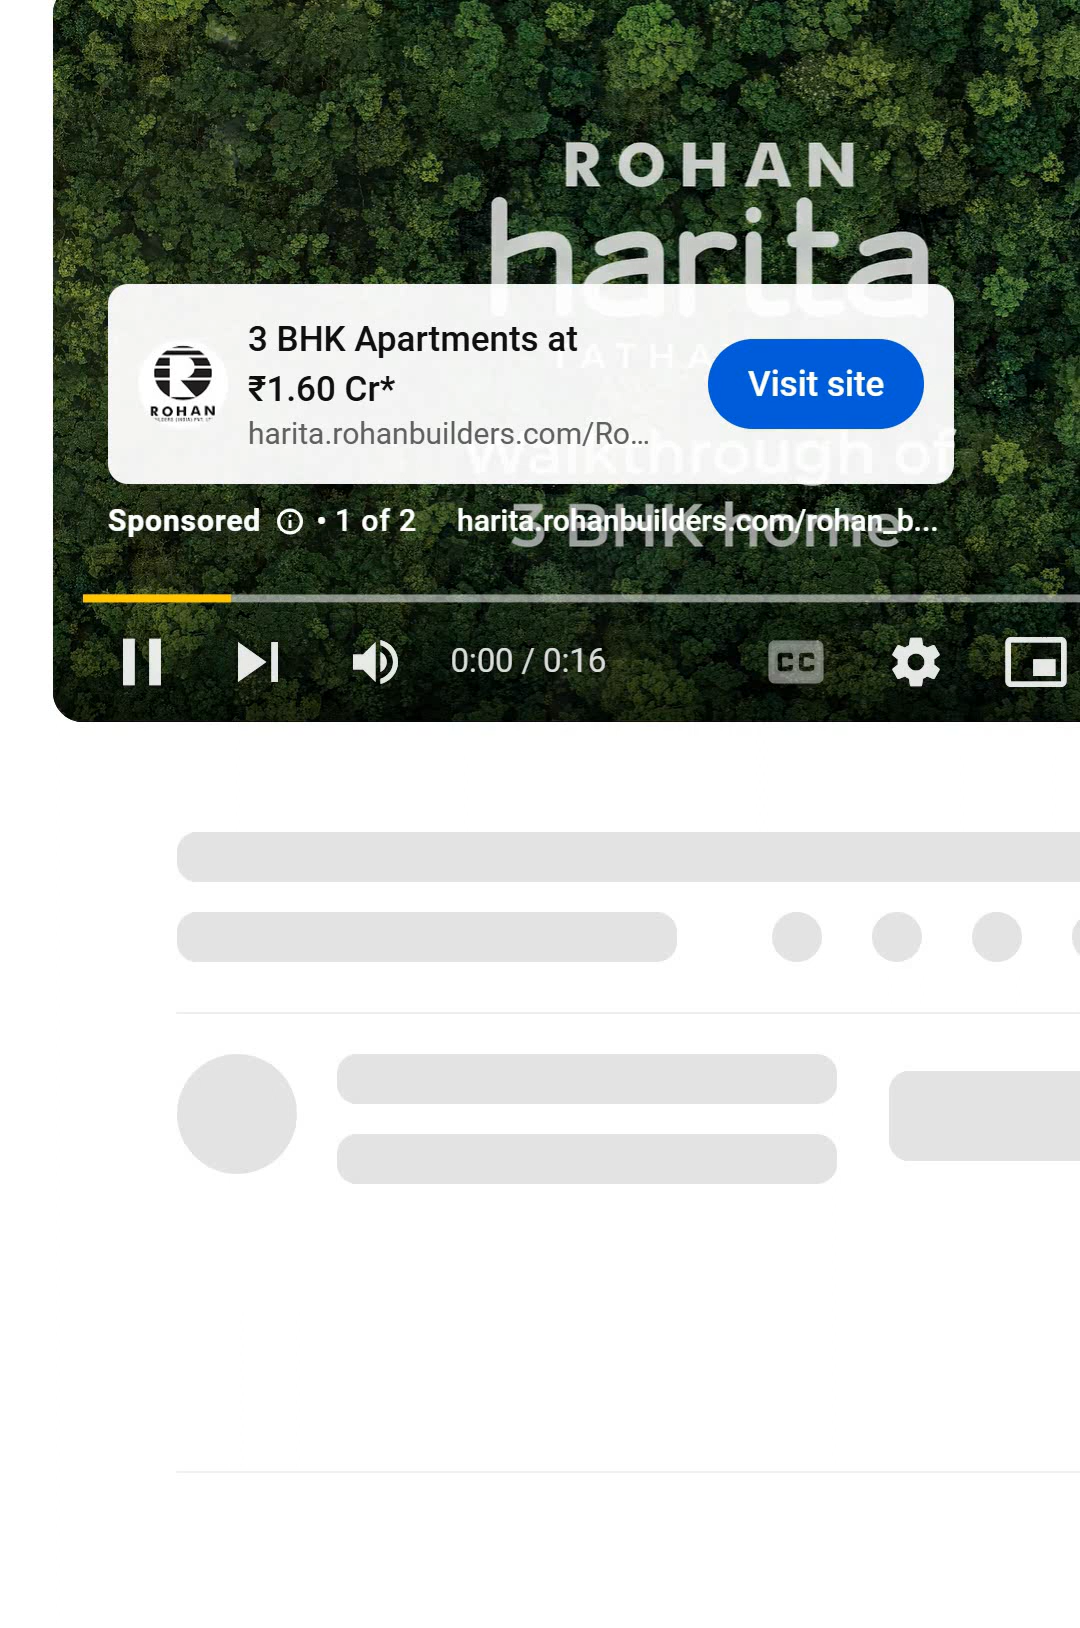 ROHAN
harita
3 BHK Apartments at
₹1.60 Cr*
harita.rohanbuilders.com/Ro...
Visit site
ROHAN
walkthrough of
Sponsored • 1 of 2 harita.rohanbuilders.com/rohan_b...
3 BHK home
0:00 / 0:16
CC